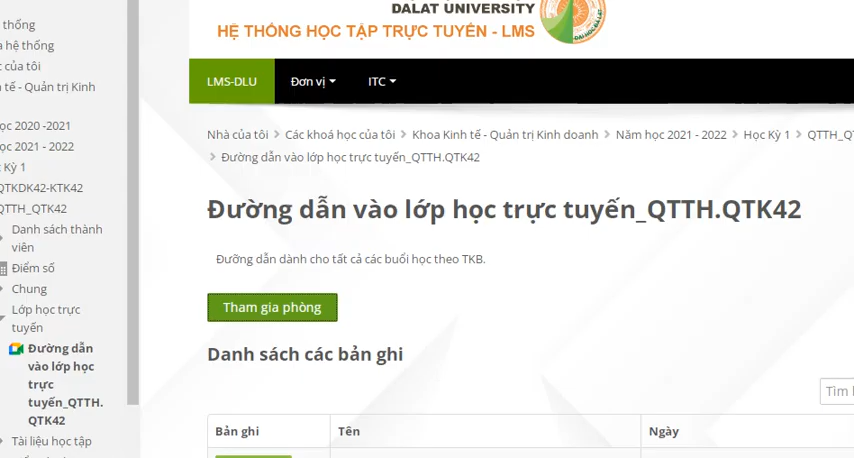 DALAT UNIVERSITY
HỆ THỐNG HỌC TẬP TRỰC TUYẾN - LMS
LMS-DLU
Đơn vị
ITC
thống
hệ thống
của tôi
tế - Quản trị Kinh
học 2020 -2021
học 2021 - 2022
Kỳ 1
QTKDK42-KTK42
QTTH_QTK42
Danh sách thành
viên
Điểm số
Chung
Lớp học trực
tuyến
Đường dẫn
vào lớp học
trực
tuyến_QTTH.
QTK42
Tài liệu học tập
Nhà của tôi > Các khoá học của tôi > Khoa Kinh tế - Quản trị Kinh doanh > Năm học 2021 - 2022 > Học Kỳ 1 >
> Đường dẫn vào lớp học trực tuyến_QTTH.QTK42
Đường dẫn vào lớp học trực tuyến_QTTH.QTK42
Đưỡng dẫn dành cho tất cả các buổi học theo TKB.
Tham gia phòng
Danh sách các bản ghi
Tìm
Bản ghi
Tên
Ngày